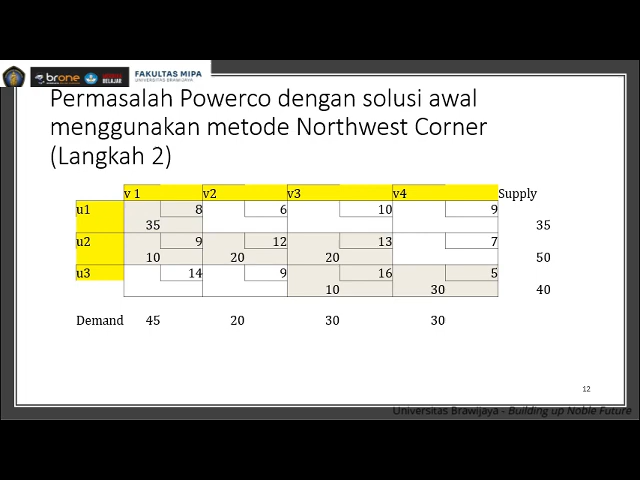 brone
BELAJAR
FAKULTAS MIPA
UNIVERSITAS BRAWIJAYA
Permasalah Powerco dengan solusi awal
menggunakan metode Northwest Corner
(Langkah 2)
v 1 v2 v3 v4 Supply
u1 8 6 10 9
35 35
u2 9 12 13 7
10 20 20 50
u3 14 9 16 5
10 30 40
Demand 45 20 30 30
12
Universitas Brawijaya - Building up Noble Future